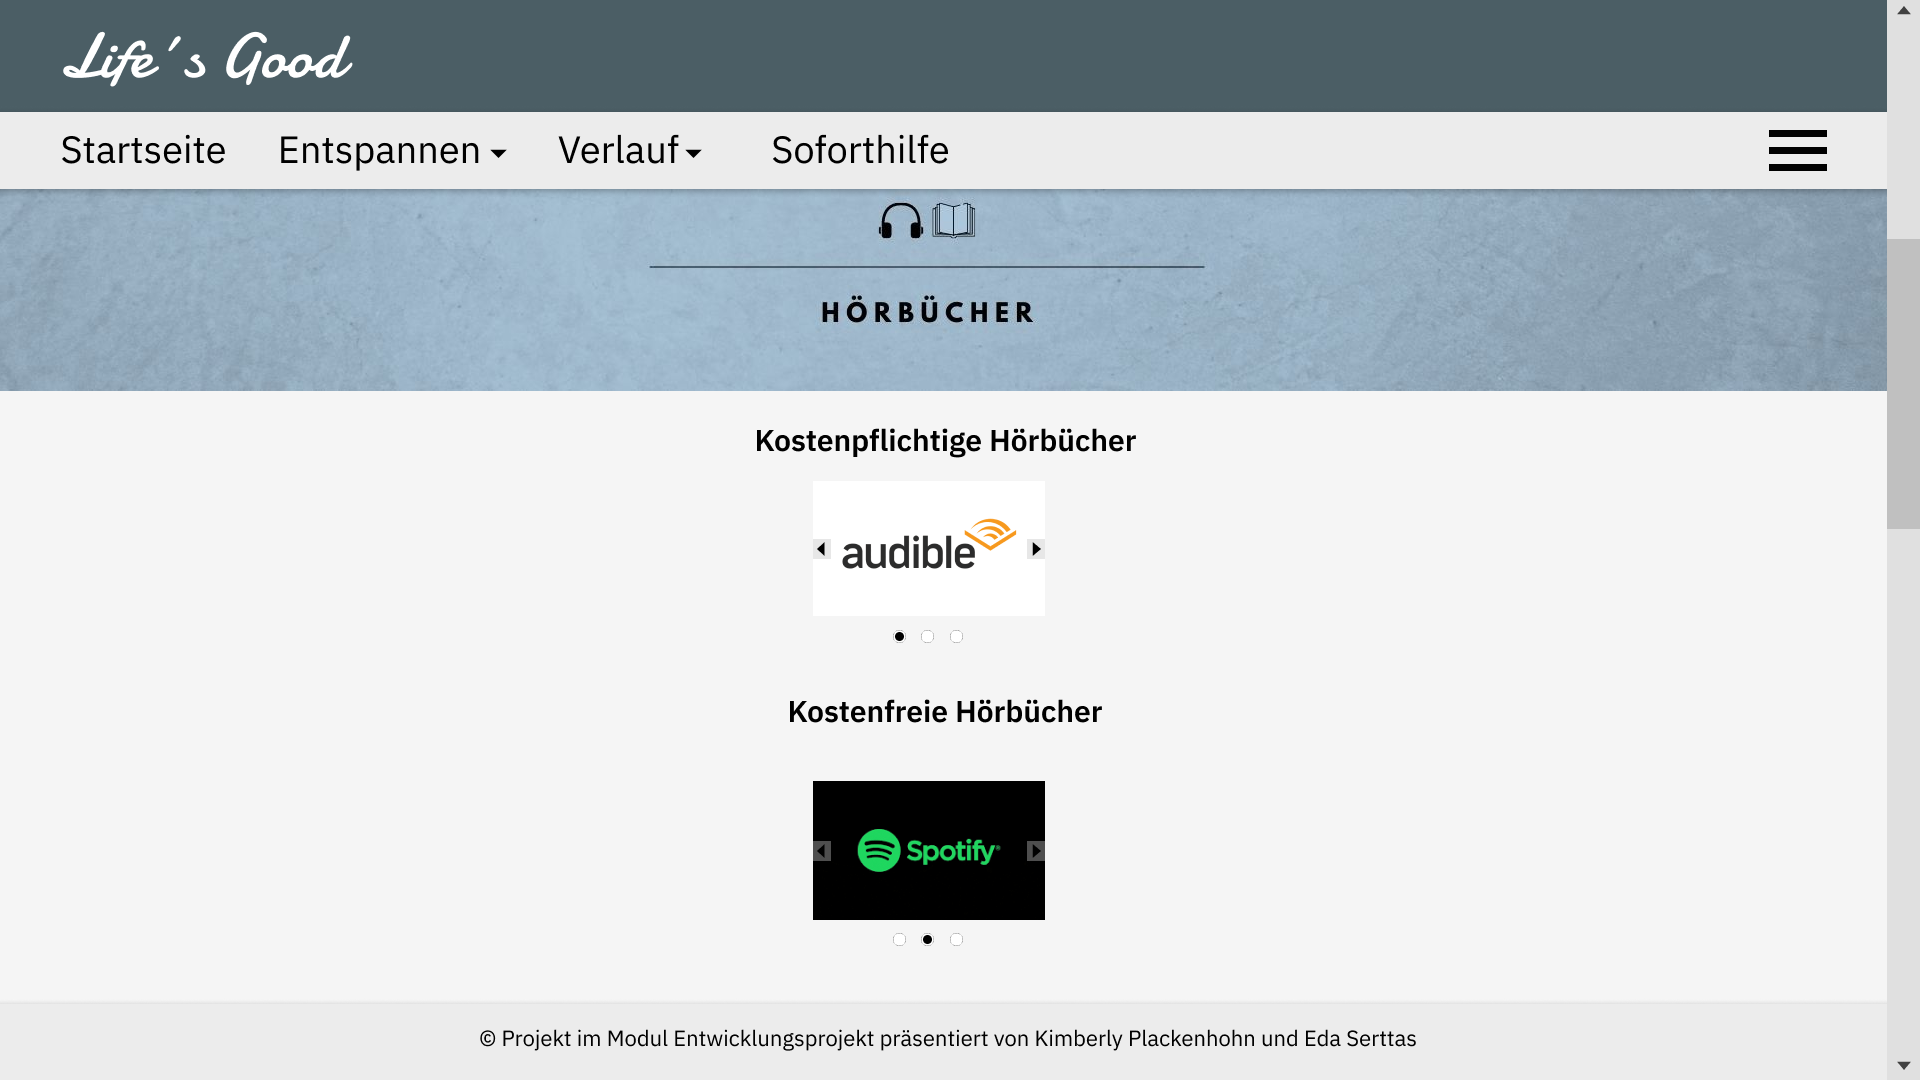 Life´s Good
Startseite Entspannen Verlauf Soforthilfe
HÖRBÜCHER
Kostenpflichtige Hörbücher
audible
Kostenfreie Hörbücher
Spotify
© Projekt im Modul Entwicklungsprojekt präsentiert von Kimberly Plackenhohn und Eda Serttas